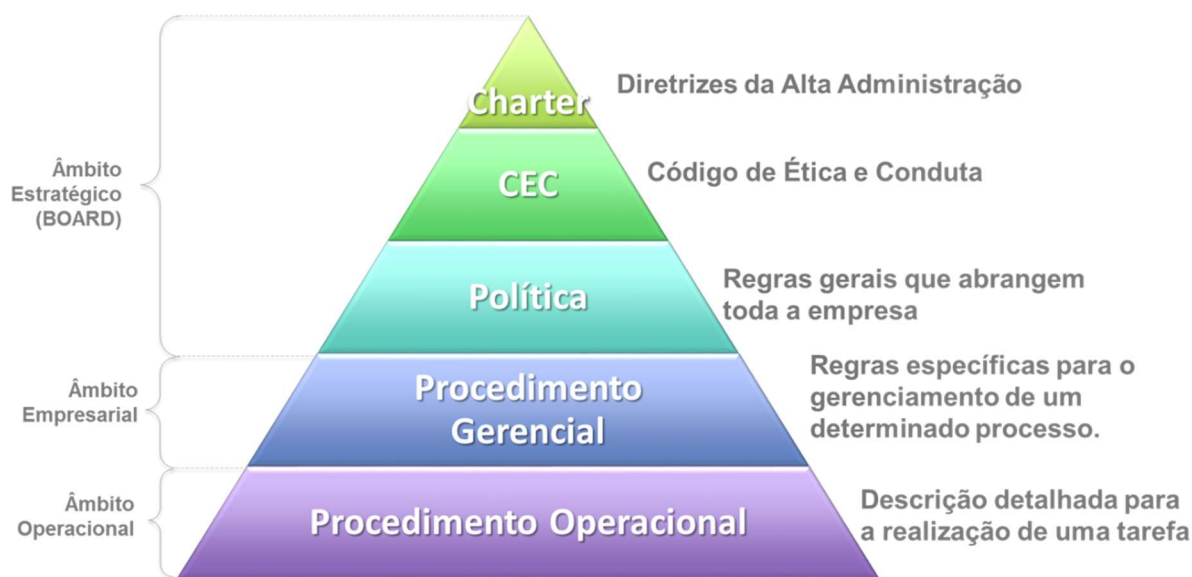 Charter
Diretrizes da Alta Administração
Âmbito
Estratégico
(BOARD)
CEC
Código de Ética e Conduta
Política
Regras gerais que abrangem
toda a empresa
Âmbito
Empresarial
Procedimento
Gerencial
Regras específicas para o
gerenciamento de um
determinado processo.
Âmbito
Operacional
Procedimento Operacional
Descrição detalhada para
a realização de uma tarefa